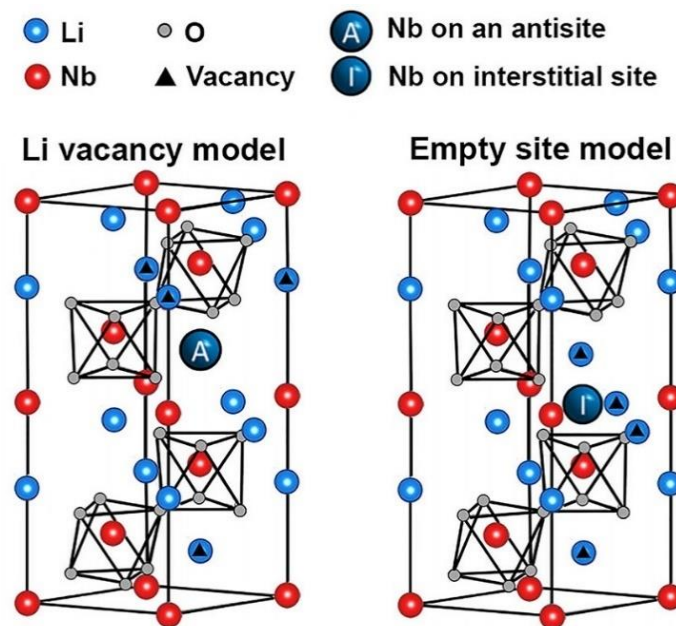 Li O A Nb on an antisite
Nb Vacancy I Nb on interstitial site
Li vacancy model Empty site model
A
I